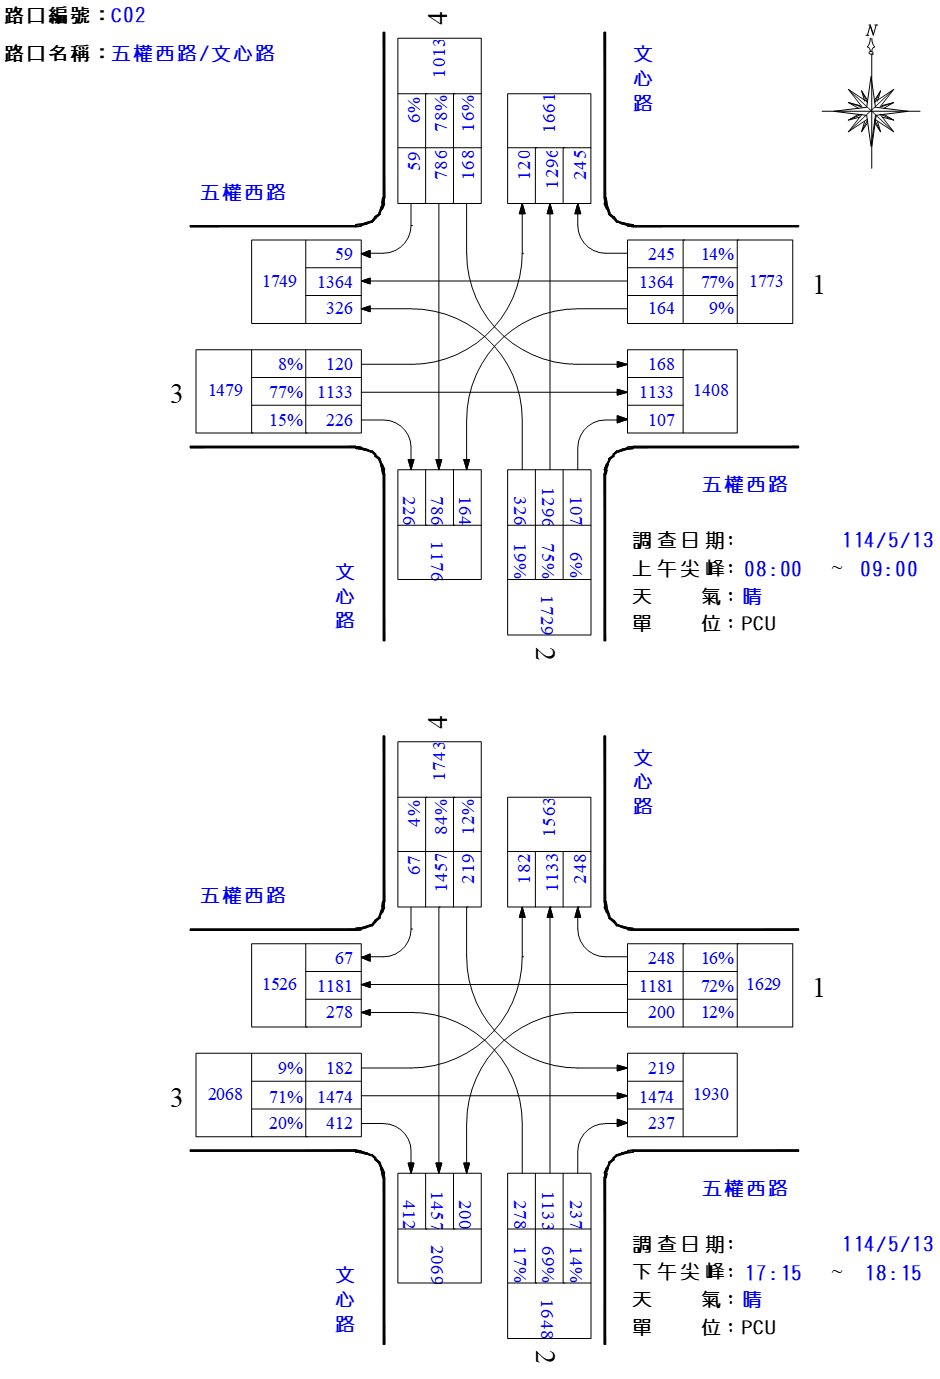 路口編號：C02
路口名稱：五權西路/文心路
N
4
1013
6% 78% 16%
59 786 168
1661
120 1296 245
文心路
五權西路
1749
59
1364
326
245 14%
1364 77%
164 9%
1773
1
3
1479
8% 120
77% 1133
15% 226
168
1133
107
1408
226 786 164
1176
326 1296 107
19% 75% 6%
1729
2
文心路
五權西路
調查日期: 114/5/13
上午尖峰: 08:00 ~ 09:00
天 氣：晴
單 位：PCU
4
1743
4% 84% 12%
67 1457 219
1563
182 1133 248
文心路
五權西路
1526
67
1181
278
248 16%
1181 72%
200 12%
1629
1
3
2068
9% 182
71% 1474
20% 412
219
1474
237
1930
412 1457 200
2069
278 1133 237
17% 69% 14%
1648
2
文心路
五權西路
調查日期: 114/5/13
下午尖峰: 17:15 ~ 18:15
天 氣：晴
單 位：PCU